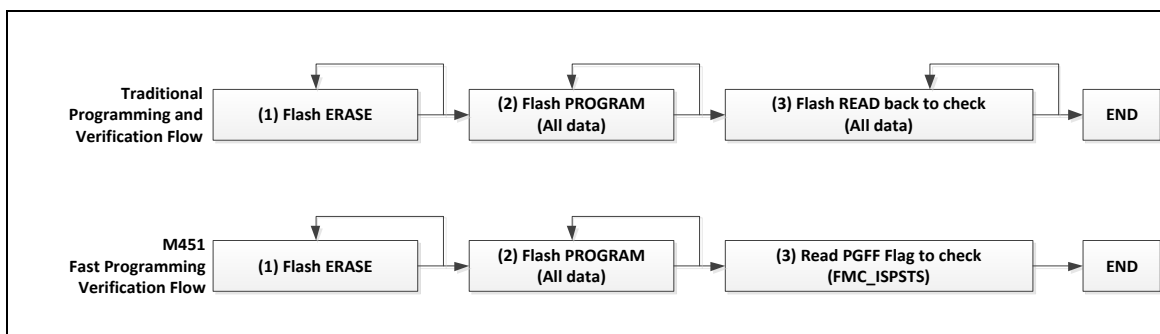 Traditional
Programming and
Verification Flow
(1) Flash ERASE
(2) Flash PROGRAM
(All data)
(3) Flash READ back to check
(All data)
END
M451
Fast Programming
Verification Flow
(1) Flash ERASE
(2) Flash PROGRAM
(All data)
(3) Read PGFF Flag to check
(FMC_ISPSTS)
END